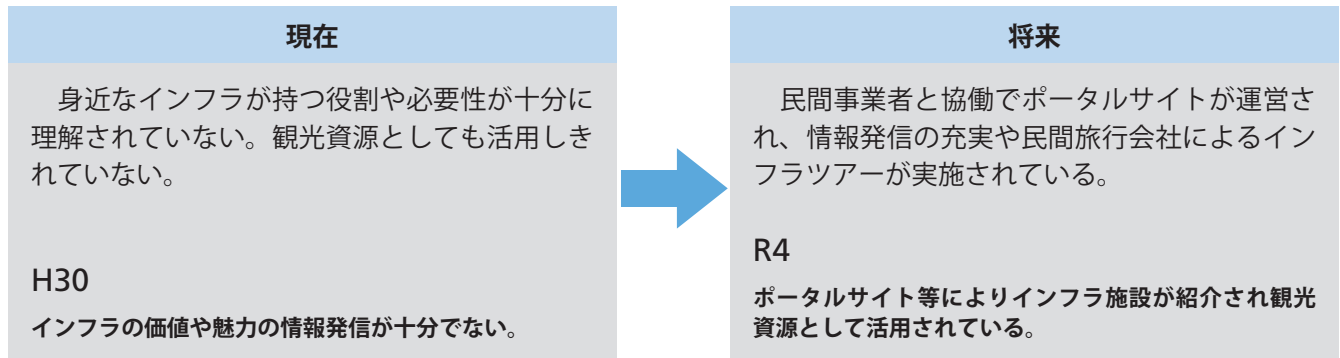 現在
　身近なインフラが持つ役割や必要性が十分に
理解されていない。観光資源としても活用しき
れていない。
H30
インフラの価値や魅力の情報発信が十分でない。
将来
　民間事業者と協働でポータルサイトが運営さ
れ、情報発信の充実や民間旅行会社によるイン
フラツアーが実施されている。
R4
ポータルサイト等によりインフラ施設が紹介され観光
資源として活用されている。